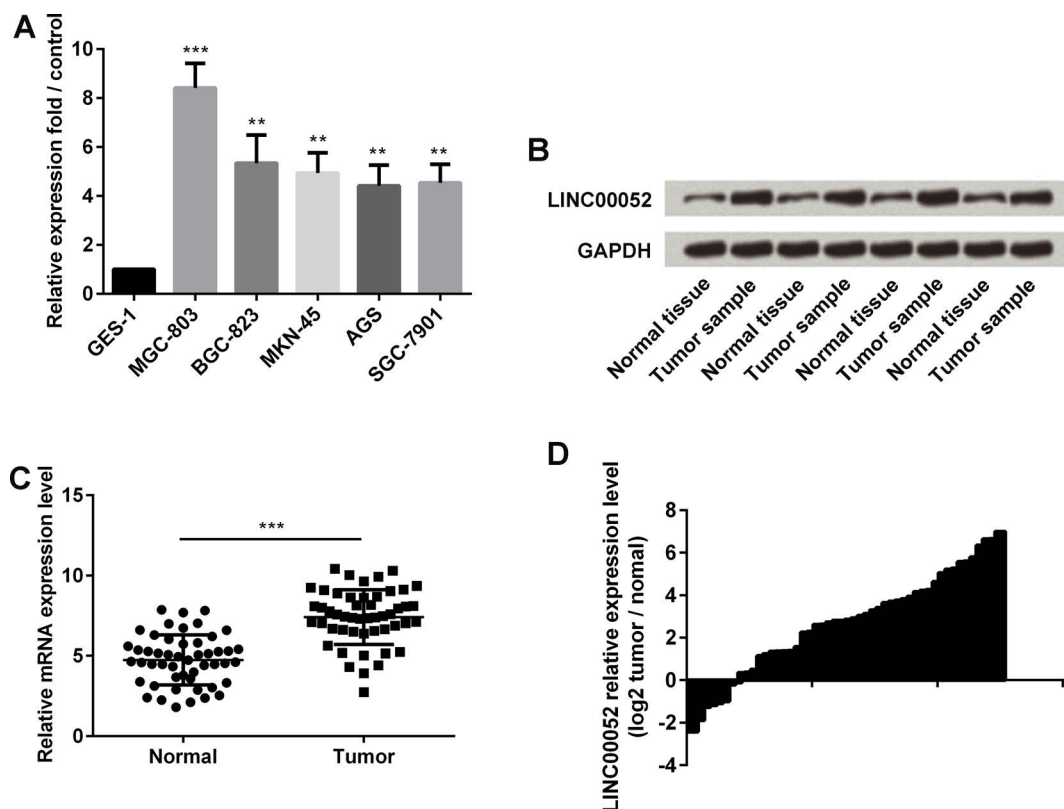 A
Relative expression fold / control
10
8
6
4
2
0
***
**
**
**
**
GES-1
MGC-803
BGC-823
MKN-45
AGS
SGC-7901
B
LINC00052
GAPDH
Normal tissue
Tumor sample
Normal tissue
Tumor sample
Normal tissue
Tumor sample
Normal tissue
Tumor sample
C
Relative mRNA expression level
15
10
5
0
***
Normal
Tumor
D
LINC00052 relative expression level
(log2 tumor / nomal)
8
6
4
2
0
-2
-4